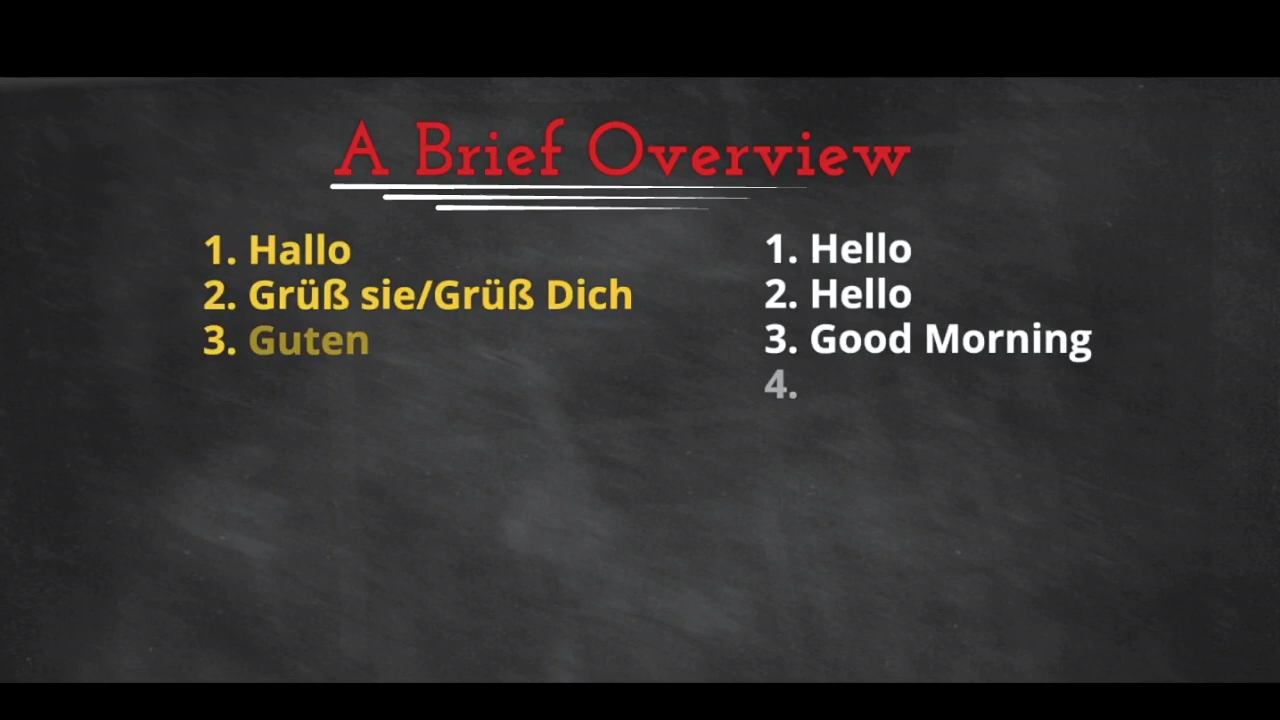 A Brief Overview
1. Hallo
2. Grüß sie/Grüß Dich
3. Guten
1. Hello
2. Hello
3. Good Morning
4.